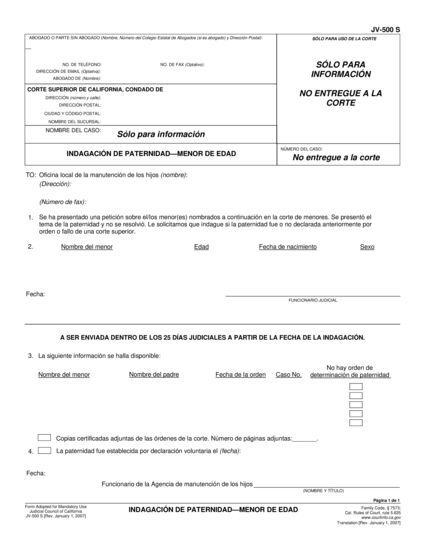 JV-500 S
ABOGADO O PARTE SIN ABOGADO (Nombre, Número del Colegio Estatal de Abogados (si es abogado) y Dirección Postal):
SÓLO PARA USO DE LA CORTE
NO. DE TELÉFONO: NO. DE FAX (Optativo):
DIRECCIÓN DE EMAIL (Optativa):
ABOGADO DE (Nombre):
SÓLO PARA
INFORMACIÓN
NO ENTREGUE A LA
CORTE
CORTE SUPERIOR DE CALIFORNIA, CONDADO DE
DIRECCIÓN (número y calle):
DIRECCIÓN POSTAL:
CIUDAD Y CÓDIGO POSTAL:
NOMBRE DEL SUCURSAL:
NOMBRE DEL CASO: Sólo para información
INDAGACIÓN DE PATERNIDAD—MENOR DE EDAD
NÚMERO DEL CASO:
No entregue a la corte
TO: Oficina local de la manutención de los hijos (nombre):
(Dirección):
(Número de fax):
1. Se ha presentado una petición sobre el/los menor(es) nombrados a continuación en la corte de menores. Se presentó el
tema de la paternidad y no se resolvió. Le solicitamos que indague si la paternidad fue o no declarada anteriormente por
orden o fallo de una corte superior.
2. Nombre del menor Edad Fecha de nacimiento Sexo
Fecha:
FUNCIONARIO JUDICIAL
A SER ENVIADA DENTRO DE LOS 25 DÍAS JUDICIALES A PARTIR DE LA FECHA DE LA INDAGACIÓN.
3. La siguiente información se halla disponible:
No hay orden de
Nombre del menor Nombre del padre Fecha de la orden Caso No. determinación de paternidad
Copias certificadas adjuntas de las órdenes de la corte. Número de páginas adjuntas:_______.
4. La paternidad fue establecida por declaración voluntaria el (fecha):
Fecha:
Funcionario de la Agencia de manutención de los hijos
(NOMBRE Y TÍTULO)
Página 1 de 1
Form Adopted for Mandatory Use
Judicial Council of California
JV-500 S [Rev. January 1, 2007]
INDAGACIÓN DE PATERNIDAD—MENOR DE EDAD
Family Code, § 7573;
Cal. Rules of Court, rule 5.635
www.courtinfo.ca.gov
Translation [Rev. January 1, 2007]